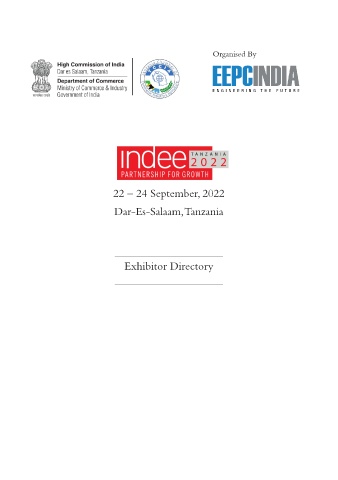 High Commission of India
Dar es Salaam, Tanzania
Department of Commerce
Ministry of Commerce & Industry
Government of India
Organised By
EEPCINDIA
ENGINEERING THE FUTURE
indee TANZANIA
2022
PARTNERSHIP FOR GROWTH
22 – 24 September, 2022
Dar-Es-Salaam, Tanzania
Exhibitor Directory